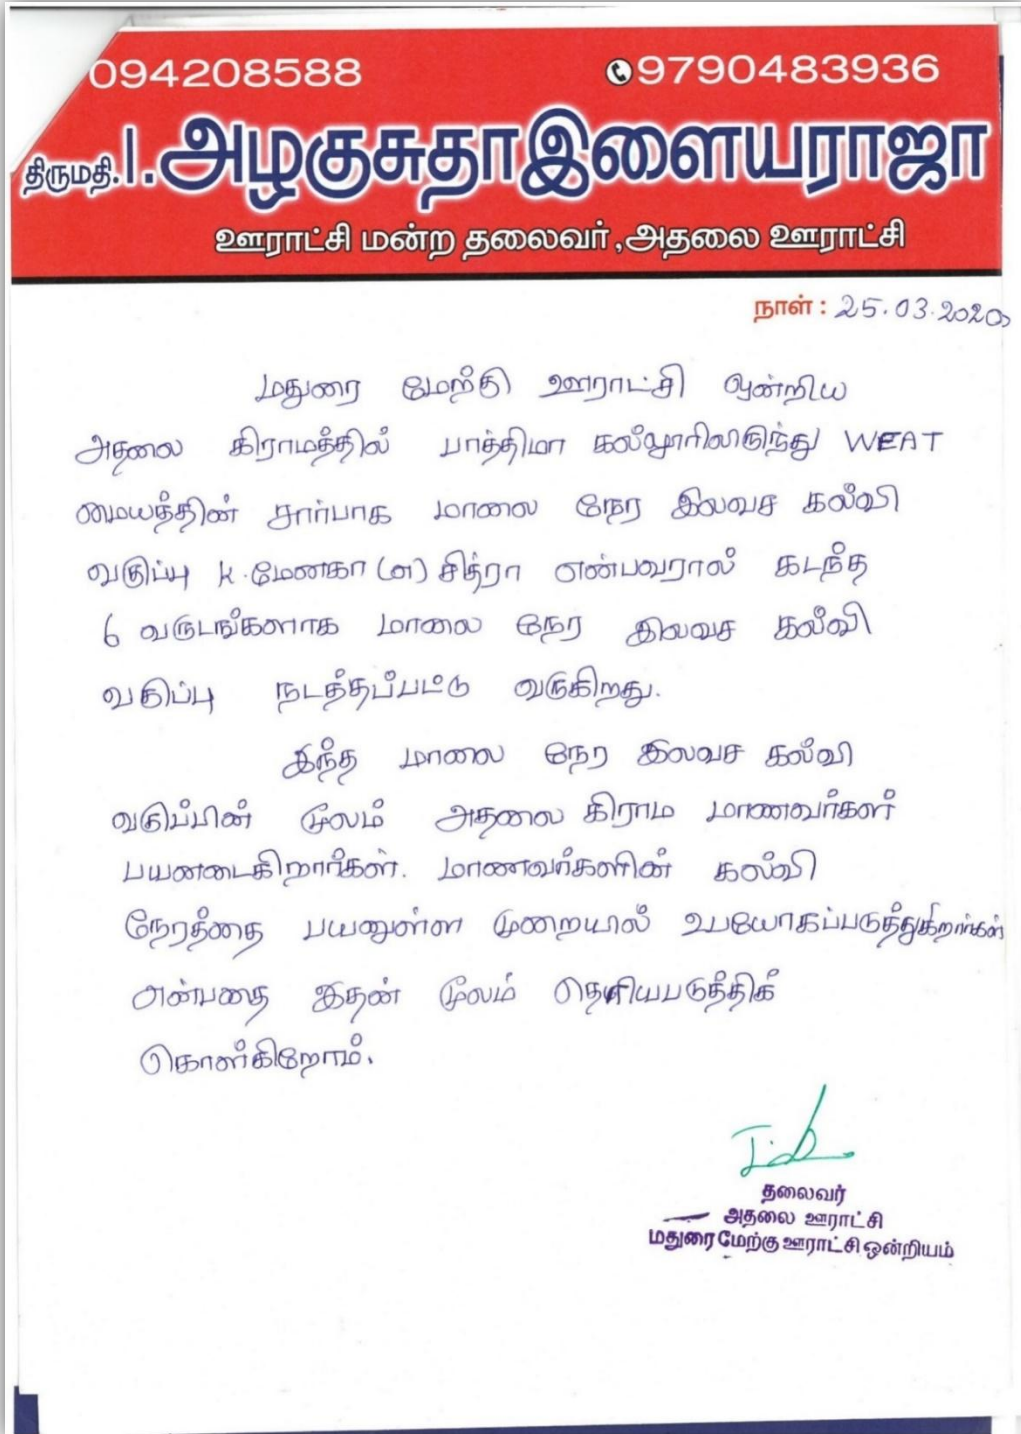 094208588 9790483936
திருமதி.I.அழகுசுதாஇளையராஜா
ஊராட்சி மன்ற தலைவர்,அதலை ஊராட்சி
நாள் : 25.03.2020
மதுரை மேற்கு ஊராட்சி ஒன்றிய
அதலை கிராமத்தில் பாத்திமா கல்லூரிலிருந்து WEAT
மையத்தின் சார்பாக மாலை நேர இலவச கல்வி
வகுப்பு K.மேனகா (எ) சித்ரா என்பவரால் கடந்த
6 வருடங்களாக மாலை நேர இலவச கல்வி
வகுப்பு நடத்தப்பட்டு வருகிறது.
இந்த மாலை நேர இலவச கல்வி
வகுப்பின் மூலம் அதலை கிராம மாணவர்கள்
பயனடைகிறார்கள். மாணவர்களின் கல்வி
நேரத்தை பயனுள்ள முறையில் உபயோகப்படுத்துகிறார்கள்
என்பதை இதன் மூலம் தெரியபடுத்திக்
கொள்கிறோம்.
தலைவர்
அதலை ஊராட்சி
மதுரை மேற்கு ஊராட்சி ஒன்றியம்